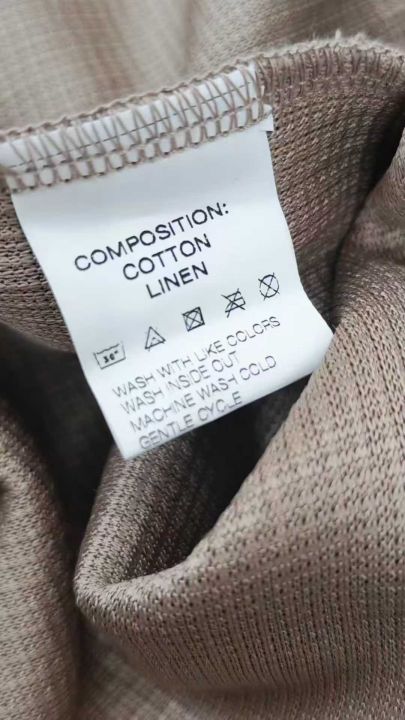 COMPOSITION:
COTTON
LINEN
30°
WASH WITH LIKE COLORS
WASH INSIDE OUT
MACHINE WASH COLD
GENTLE CYCLE